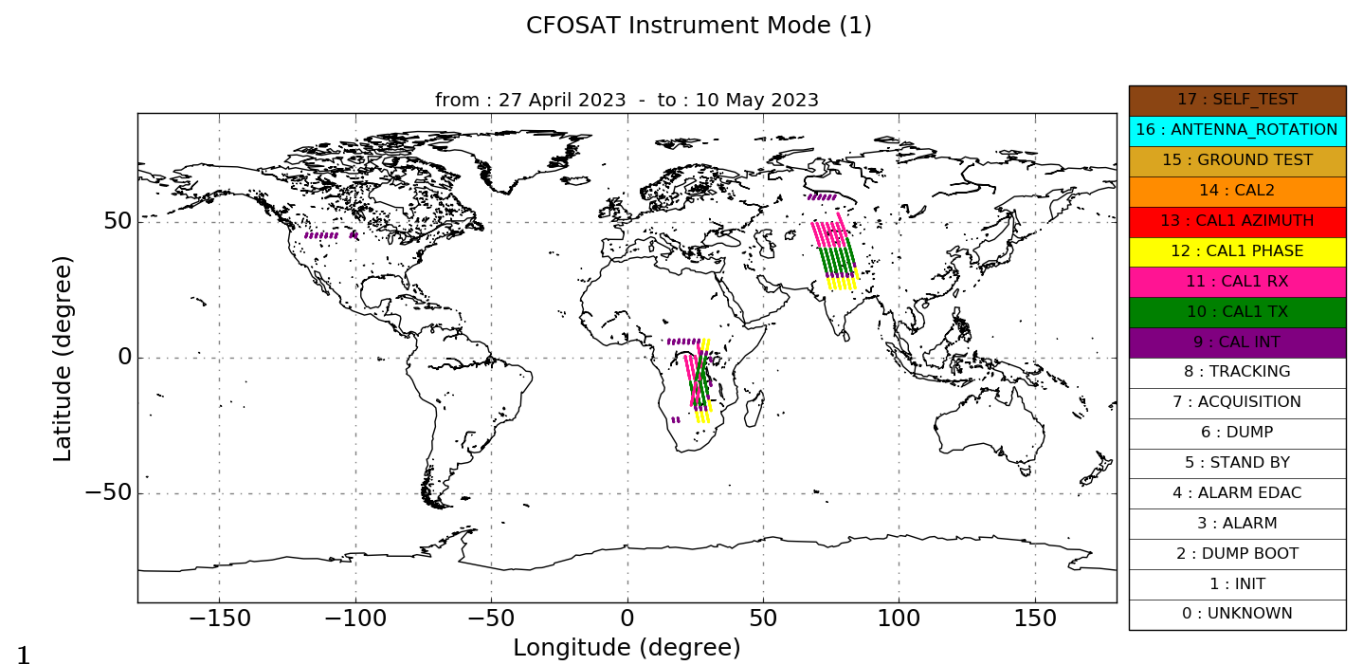 CFOSAT Instrument Mode (1)
from : 27 April 2023 - to : 10 May 2023
17 : SELF_TEST
16 : ANTENNA_ROTATION
15 : GROUND TEST
14 : CAL2
13 : CAL1 AZIMUTH
12 : CAL1 PHASE
11 : CAL1 RX
10 : CAL1 TX
9 : CAL INT
8 : TRACKING
7 : ACQUISITION
6 : DUMP
5 : STAND BY
4 : ALARM EDAC
3 : ALARM
2 : DUMP BOOT
1 : INIT
0 : UNKNOWN
Latitude (degree)
50
0
−50
−150 −100 −50 0 50 100 150
Longitude (degree)
1